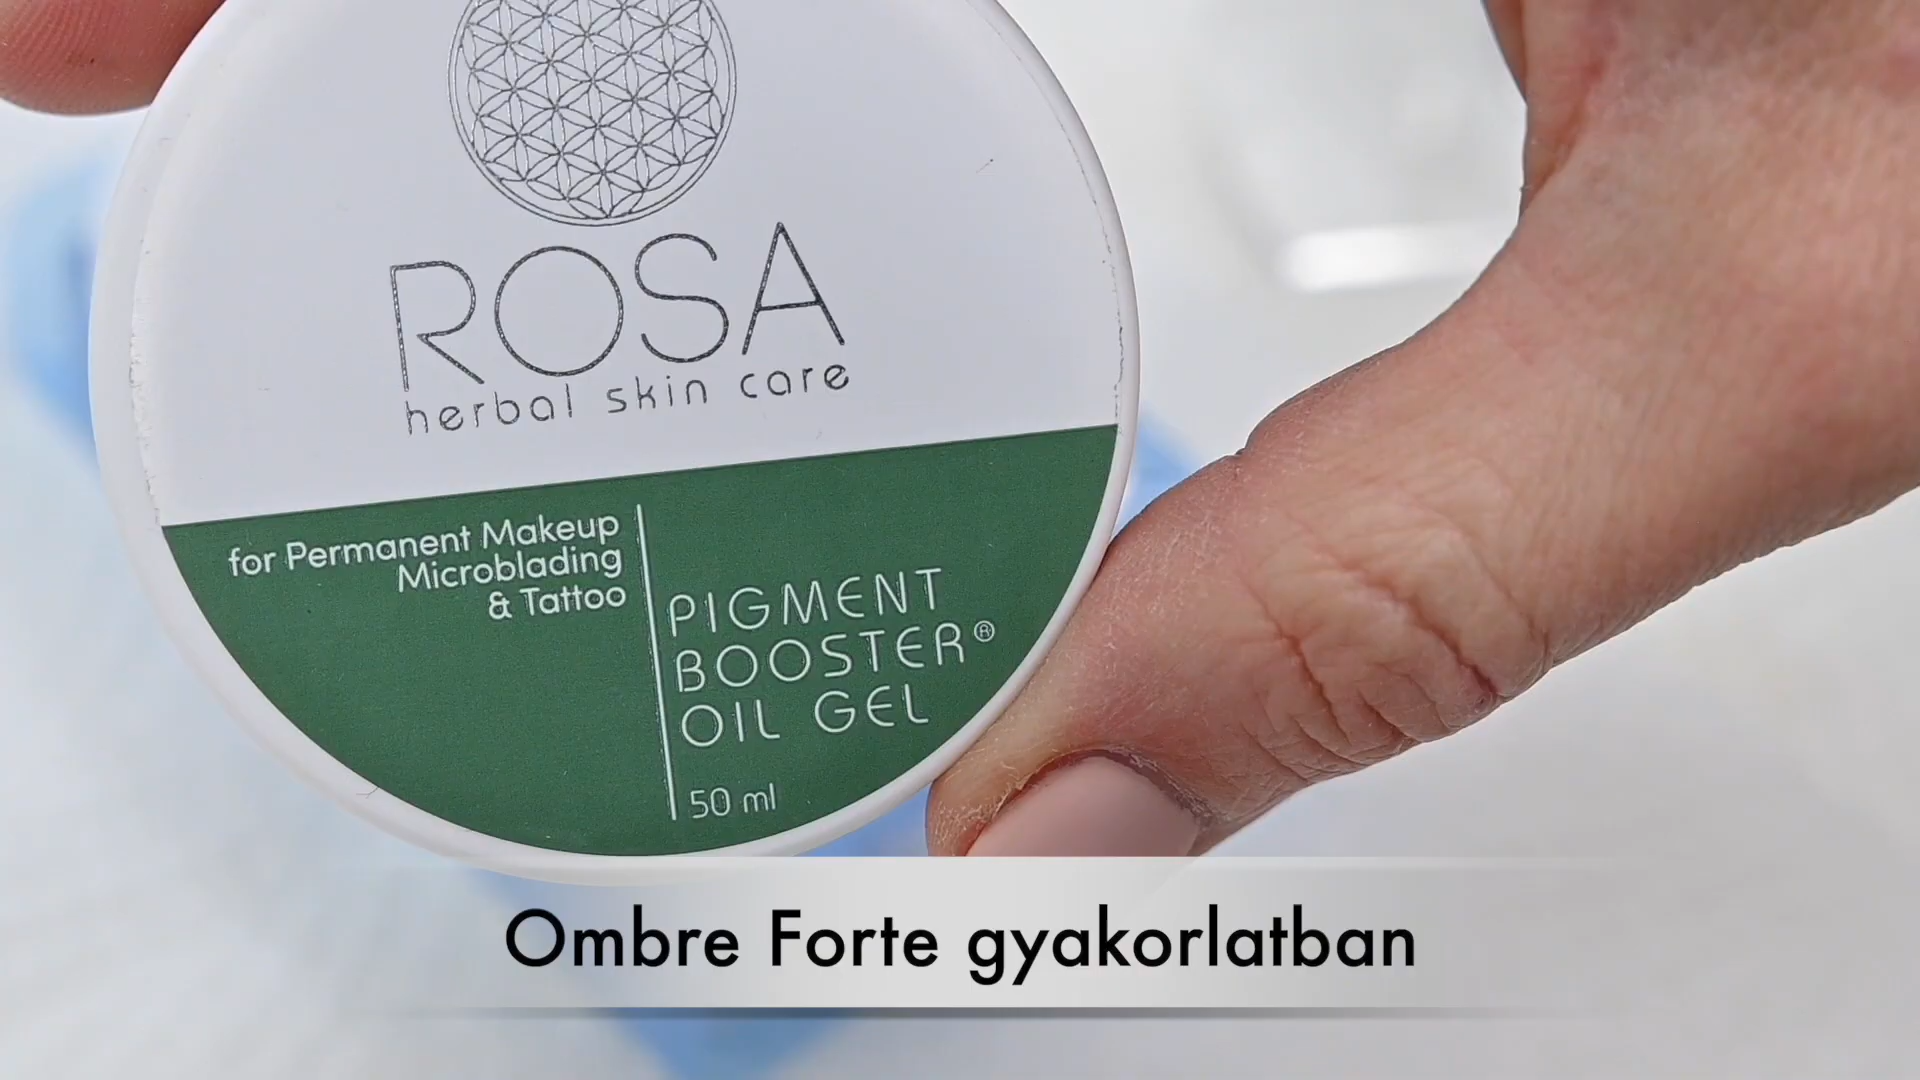 ROSA
herbal skin care
for Permanent Makeup
Microblading
& Tattoo
PIGMENT
BOOSTER®
OIL GEL
50 ml
Ombre Forte gyakorlatban